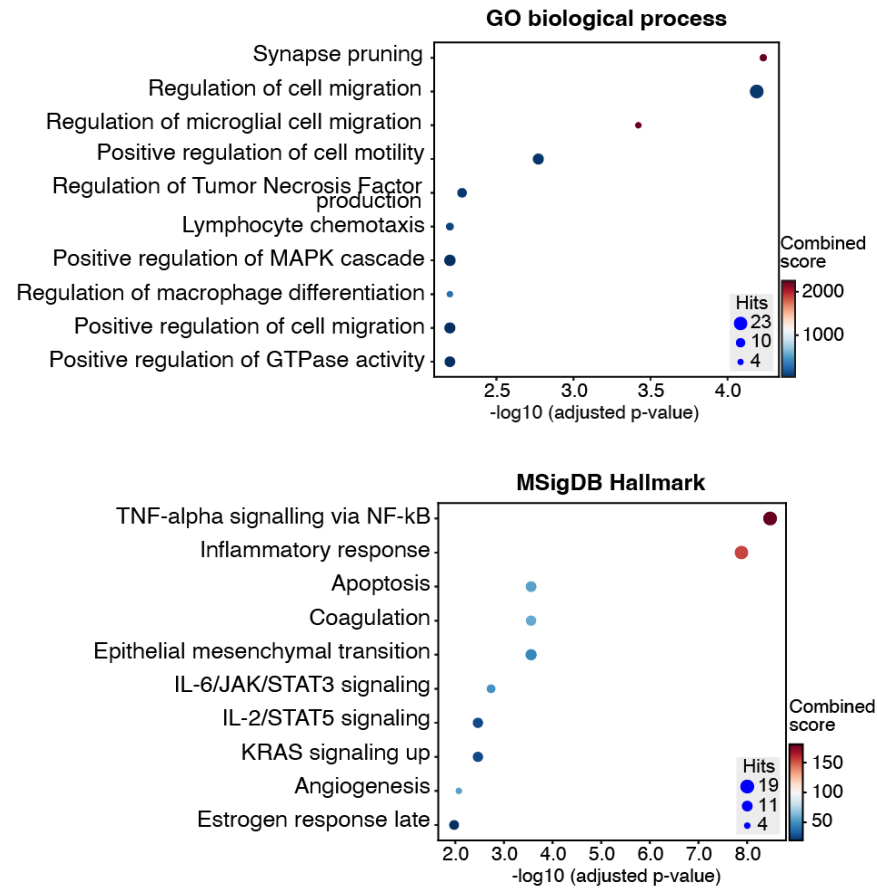 GO biological process
Synapse pruning
Regulation of cell migration
Regulation of microglial cell migration
Positive regulation of cell motility
Regulation of Tumor Necrosis Factor
production
Lymphocyte chemotaxis
Positive regulation of MAPK cascade
Regulation of macrophage differentiation
Positive regulation of cell migration
Positive regulation of GTPase activity
Combined
score
2000
1000
Hits
23
10
4
2.5 3.0 3.5 4.0
-log10 (adjusted p-value)
MSigDB Hallmark
TNF-alpha signalling via NF-kB
Inflammatory response
Apoptosis
Coagulation
Epithelial mesenchymal transition
IL-6/JAK/STAT3 signaling
IL-2/STAT5 signaling
KRAS signaling up
Angiogenesis
Estrogen response late
Combined
score
150
100
50
Hits
19
11
4
2.0 3.0 4.0 5.0 6.0 7.0 8.0
-log10 (adjusted p-value)